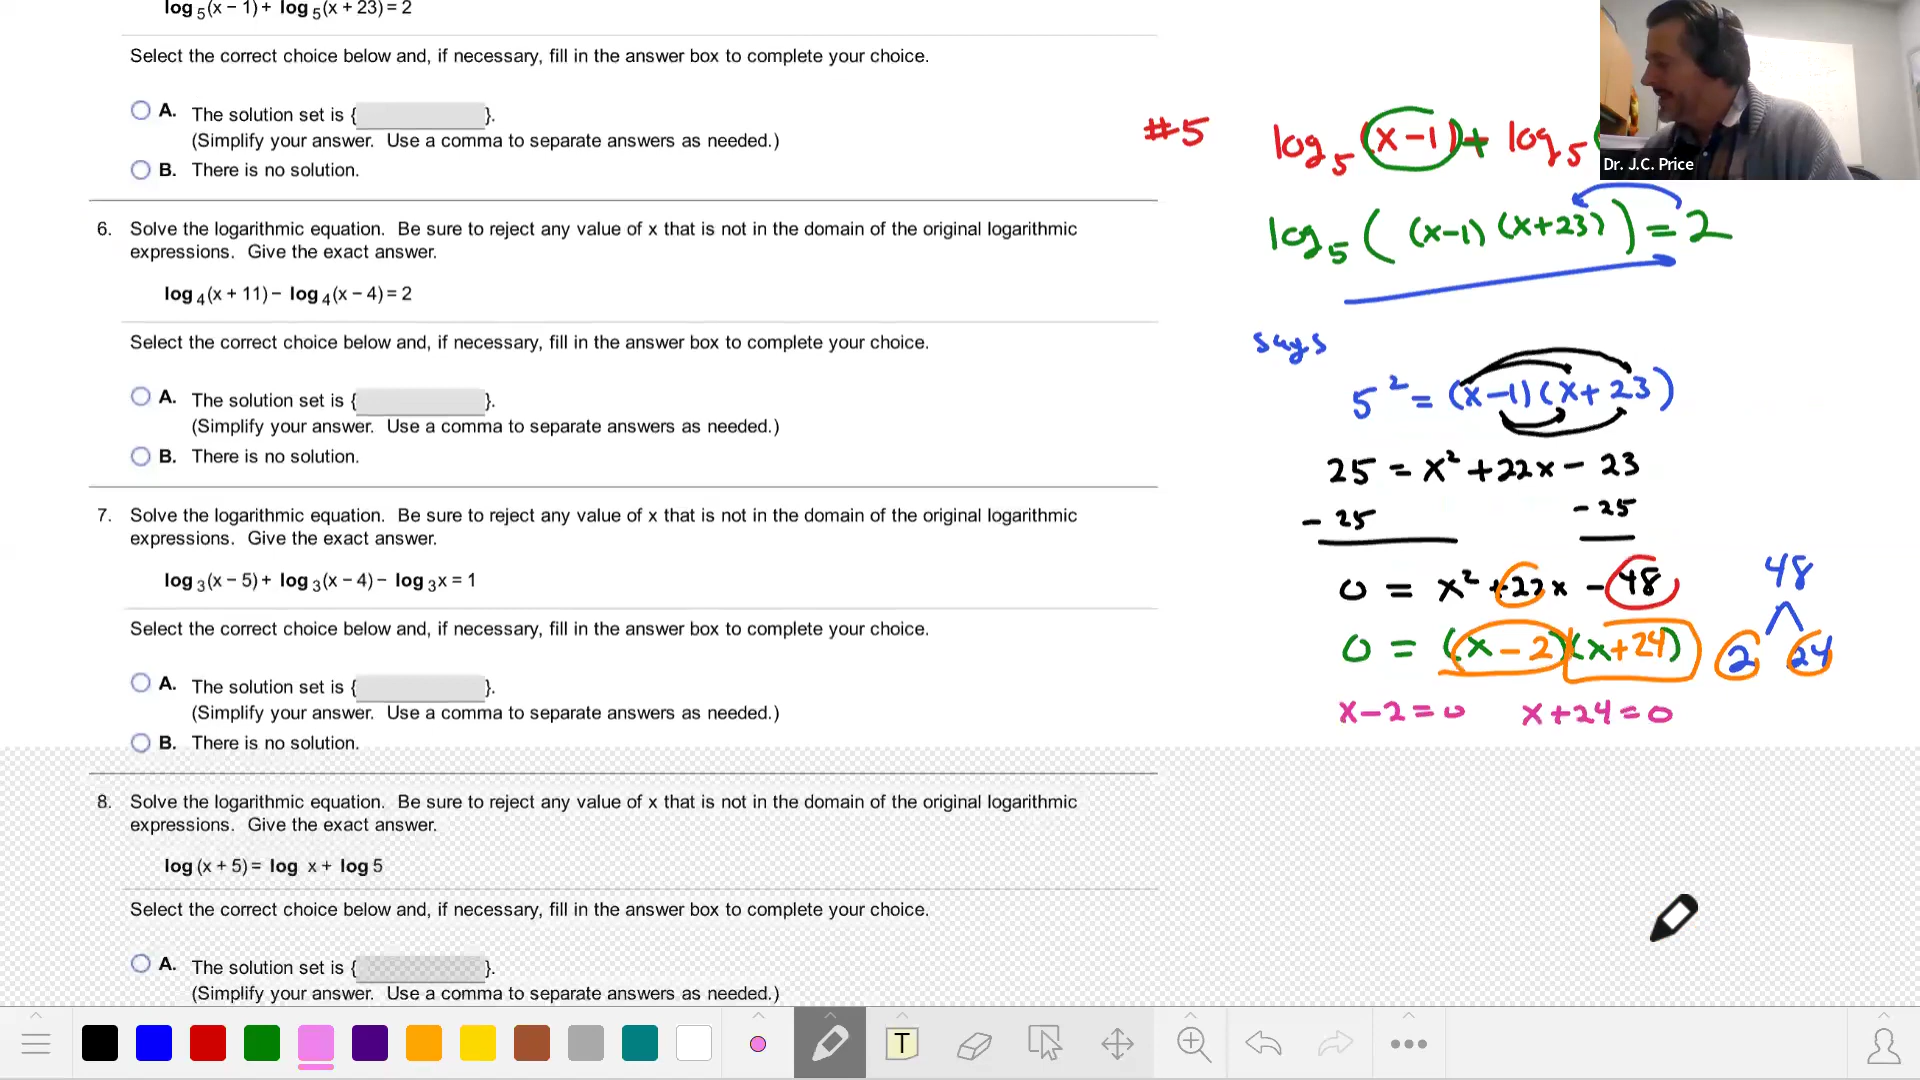 log 5(x − 1) + log 5(x + 23) = 2
Select the correct choice below and, if necessary, fill in the answer box to complete your choice.
A. The solution set is { }.
(Simplify your answer. Use a comma to separate answers as needed.)
B. There is no solution.
6. Solve the logarithmic equation. Be sure to reject any value of x that is not in the domain of the original logarithmic
expressions. Give the exact answer.
log 4(x + 11) − log 4(x − 4) = 2
Select the correct choice below and, if necessary, fill in the answer box to complete your choice.
A. The solution set is { }.
(Simplify your answer. Use a comma to separate answers as needed.)
B. There is no solution.
7. Solve the logarithmic equation. Be sure to reject any value of x that is not in the domain of the original logarithmic
expressions. Give the exact answer.
log 3(x − 5) + log 3(x − 4) − log 3x = 1
Select the correct choice below and, if necessary, fill in the answer box to complete your choice.
A. The solution set is { }.
(Simplify your answer. Use a comma to separate answers as needed.)
B. There is no solution.
8. Solve the logarithmic equation. Be sure to reject any value of x that is not in the domain of the original logarithmic
expressions. Give the exact answer.
log (x + 5) = log x + log 5
Select the correct choice below and, if necessary, fill in the answer box to complete your choice.
A. The solution set is { }.
(Simplify your answer. Use a comma to separate answers as needed.)
Dr. J.C. Price
#5 log5 (x−1) + log5 (
log5 ( (x−1) (x+23) ) = 2
says
5² = (x−1)(x+23)
25 = x² +22x − 23
− 25 − 25
0 = x² +22x − 48
48
0 = (x−2)(x+24) 2 24
x−2=0 x+24=0
T